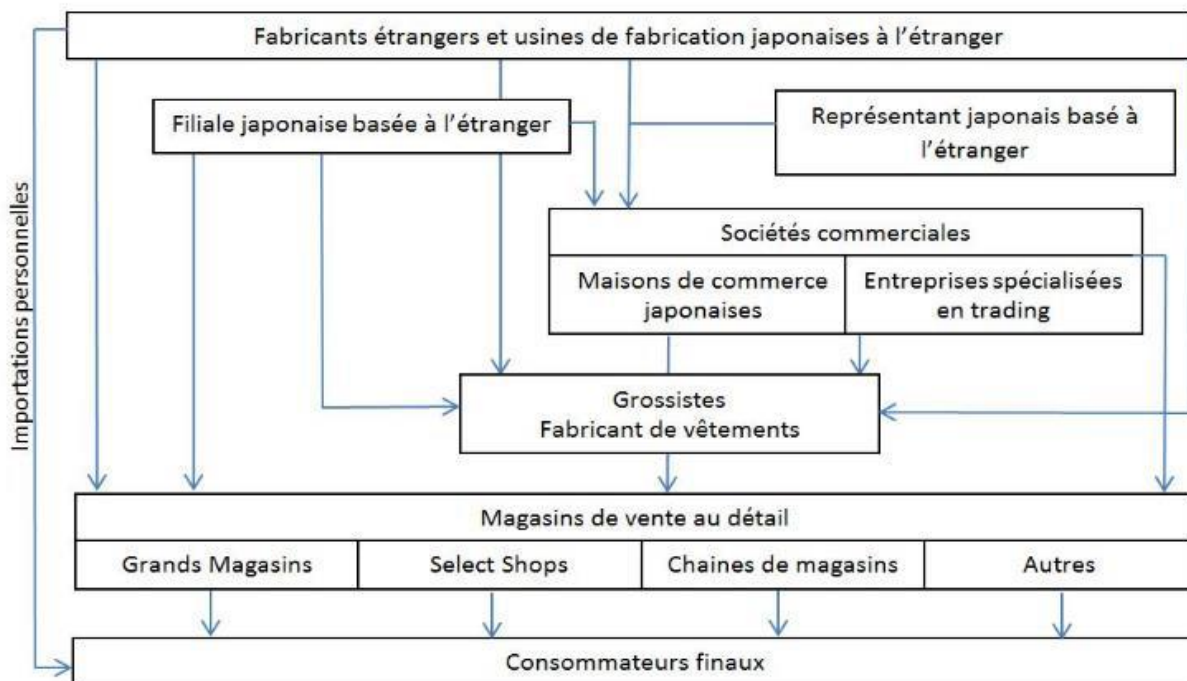 Fabricants étrangers et usines de fabrication japonaises à l'étranger
Filiale japonaise basée à l'étranger
Représentant japonais basé à
l'étranger
Importations personnelles
Sociétés commerciales
Maisons de commerce
japonaises
Entreprises spécialisées
en trading
Grossistes
Fabricant de vêtements
Magasins de vente au détail
Grands Magasins
Select Shops
Chaines de magasins
Autres
Consommateurs finaux